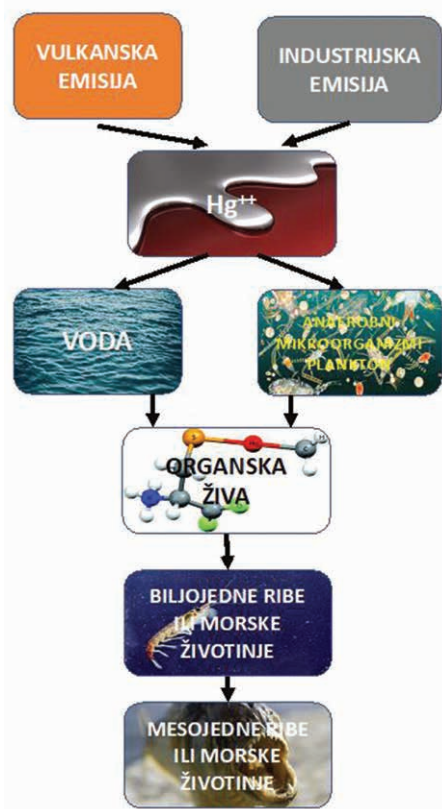 VULKANSKA
EMISIJA
INDUSTRIJSKA
EMISIJA
Hg++
VODA
ANAEROBNI
MIKROORGANIZMI
PLANKTON
S
Hg
C
H
ORGANSKA
ŽIVA
BILJOJEDNE RIBE
ILI MORSKE
ŽIVOTINJE
MESOJEDNE RIBE
ILI MORSKE
ŽIVOTINJE